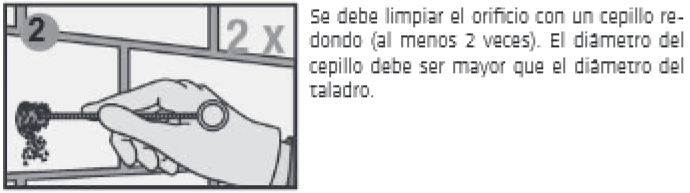 2
2 x
Se debe limpiar el orificio con un cepillo re-
dondo (al menos 2 veces). El diámetro del
cepillo debe ser mayor que el diámetro del
taladro.